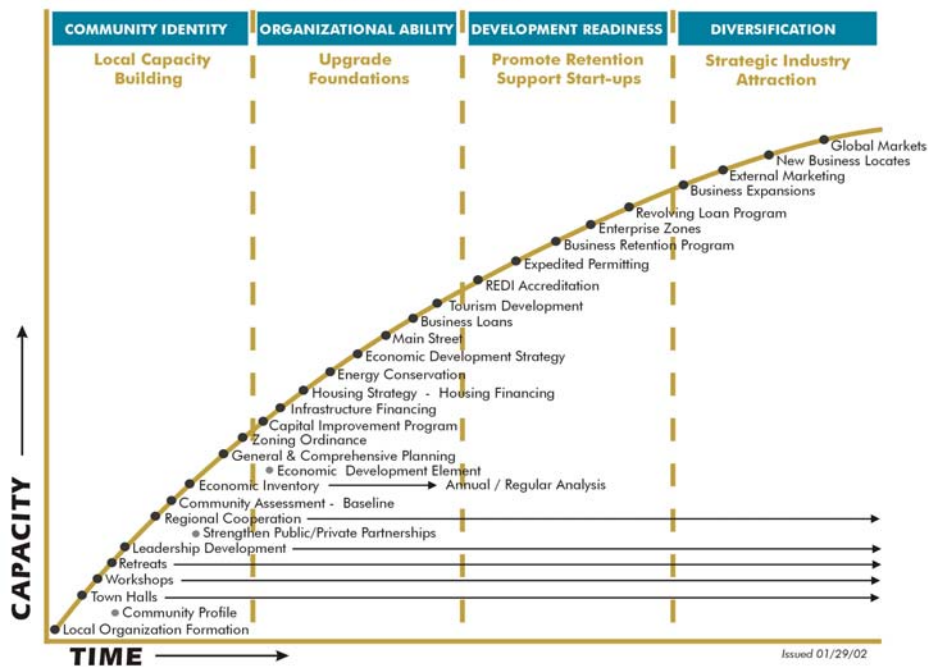 COMMUNITY IDENTITY
ORGANIZATIONAL ABILITY
DEVELOPMENT READINESS
DIVERSIFICATION
Local Capacity
Building
Upgrade
Foundations
Promote Retention
Support Start-ups
Strategic Industry
Attraction
Global Markets
New Business Locates
External Marketing
Business Expansions
Revolving Loan Program
Enterprise Zones
Business Retention Program
Expedited Permitting
REDI Accreditation
Tourism Development
Business Loans
Main Street
Economic Development Strategy
Energy Conservation
Housing Strategy - Housing Financing
Infrastructure Financing
Capital Improvement Program
Zoning Ordinance
General & Comprehensive Planning
Economic Development Element
Economic Inventory
Annual / Regular Analysis
Community Assessment - Baseline
Regional Cooperation
Strengthen Public/Private Partnerships
Leadership Development
Retreats
Workshops
Town Halls
Community Profile
Local Organization Formation
CAPACITY
TIME
Issued 01/29/02